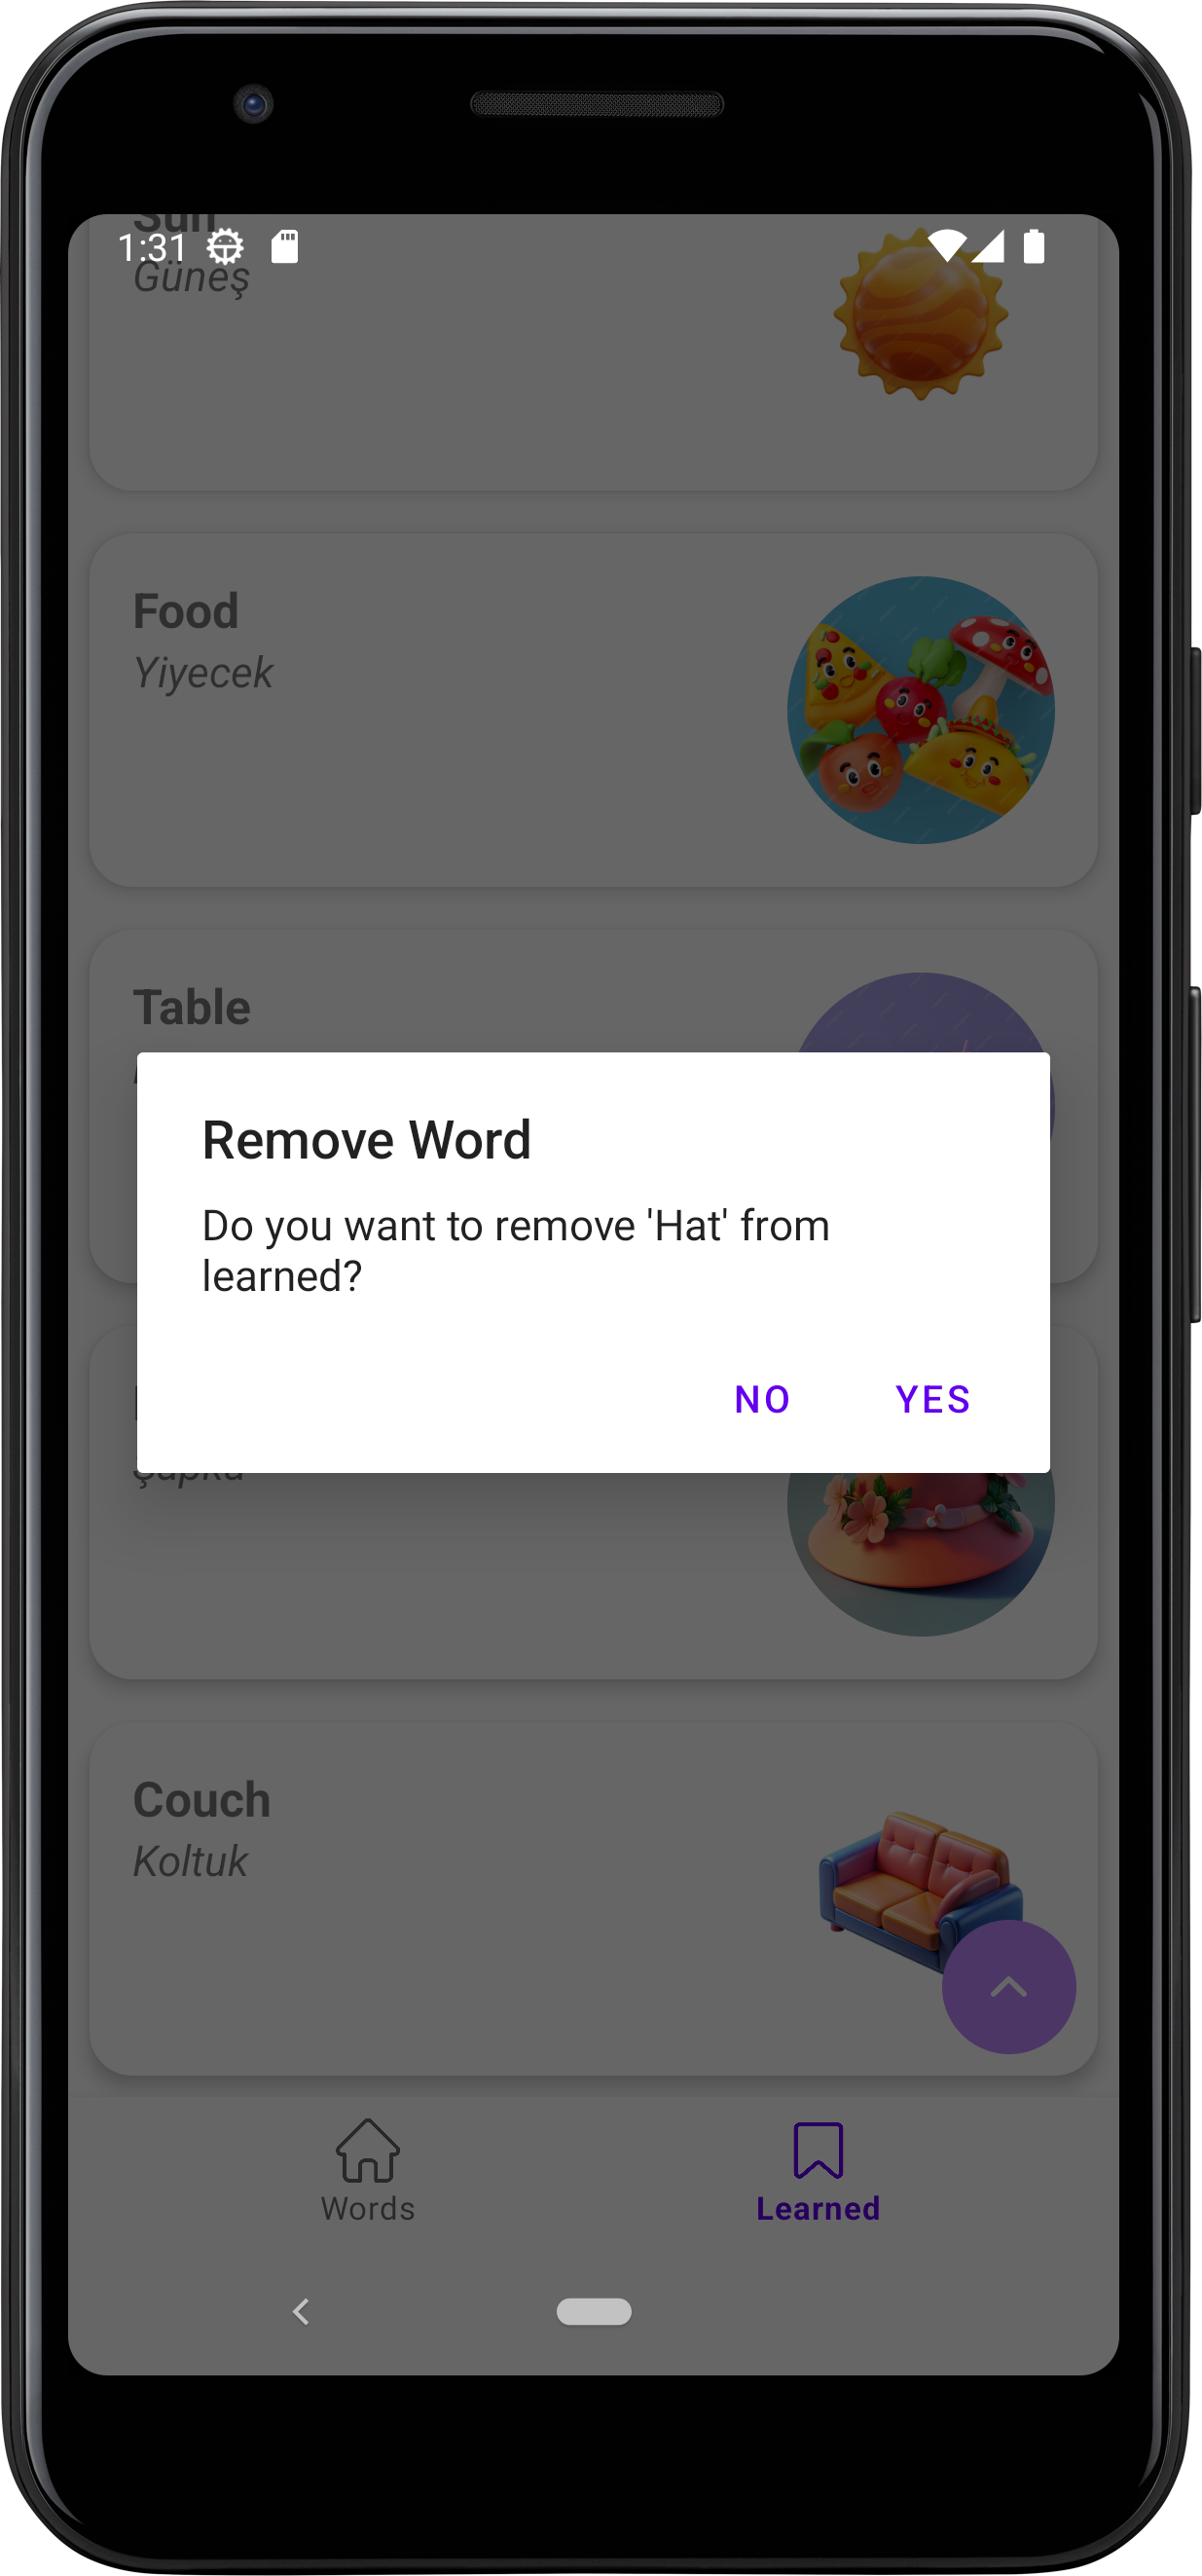 1:31
Sun
Güneş
Food
Yiyecek
Table
Remove Word
Do you want to remove 'Hat' from
learned?
NO
YES
Şapka
Couch
Koltuk
Words
Learned